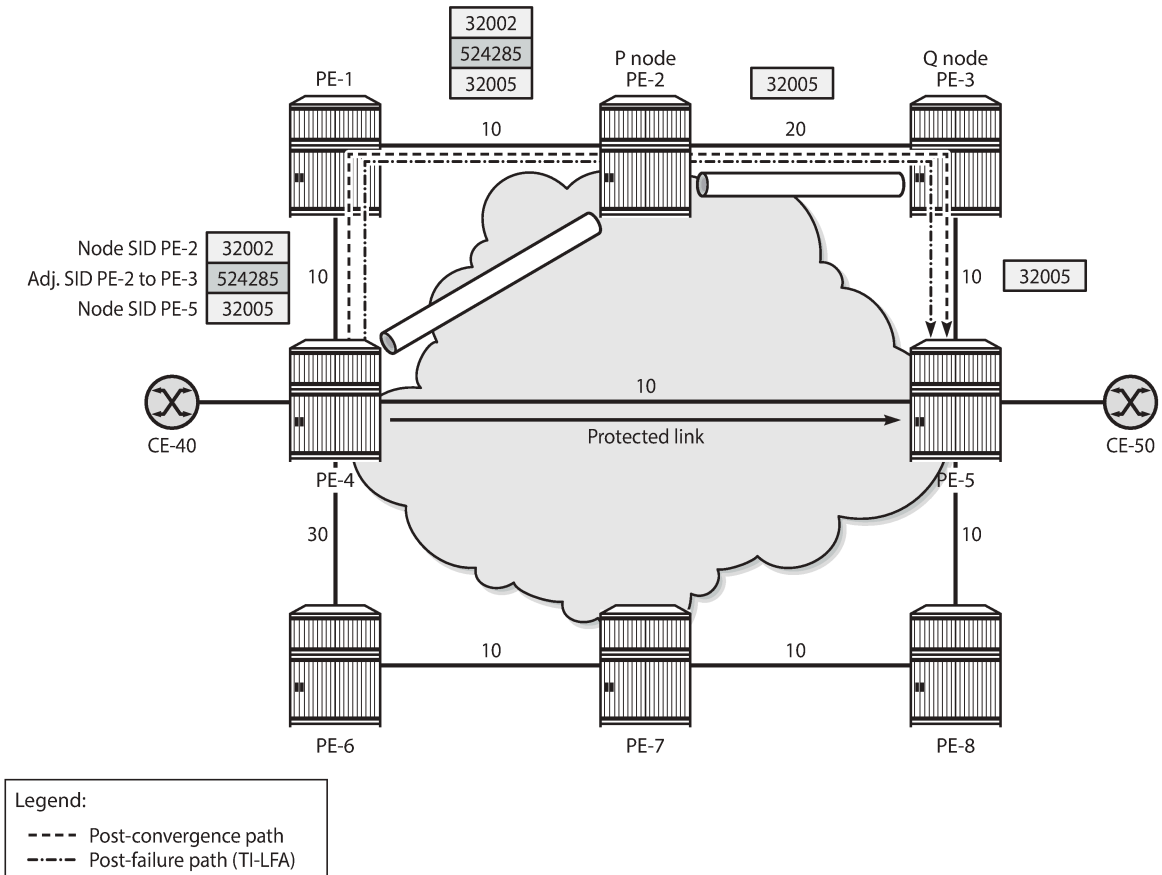 32002
524285
32005
P node
PE-2
Q node
PE-3
PE-1
32005
10
20
Node SID PE-2
32002
Adj. SID PE-2 to PE-3
524285
Node SID PE-5
32005
10
10
32005
10
Protected link
CE-40
CE-50
PE-4
PE-5
30
10
10
10
PE-6
PE-7
PE-8
Legend:
Post-convergence path
Post-failure path (TI-LFA)